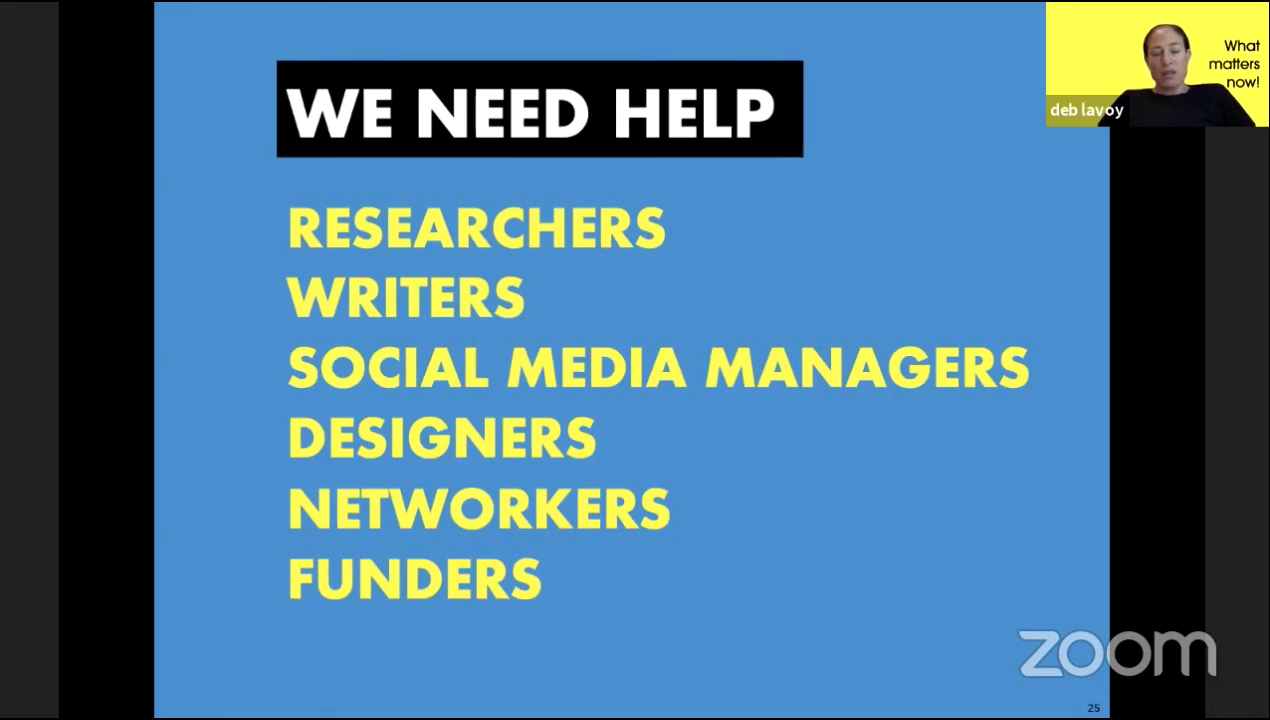 WE NEED HELP
RESEARCHERS
WRITERS
SOCIAL MEDIA MANAGERS
DESIGNERS
NETWORKERS
FUNDERS
What
matters
now!
deb lavoy
zoom
25